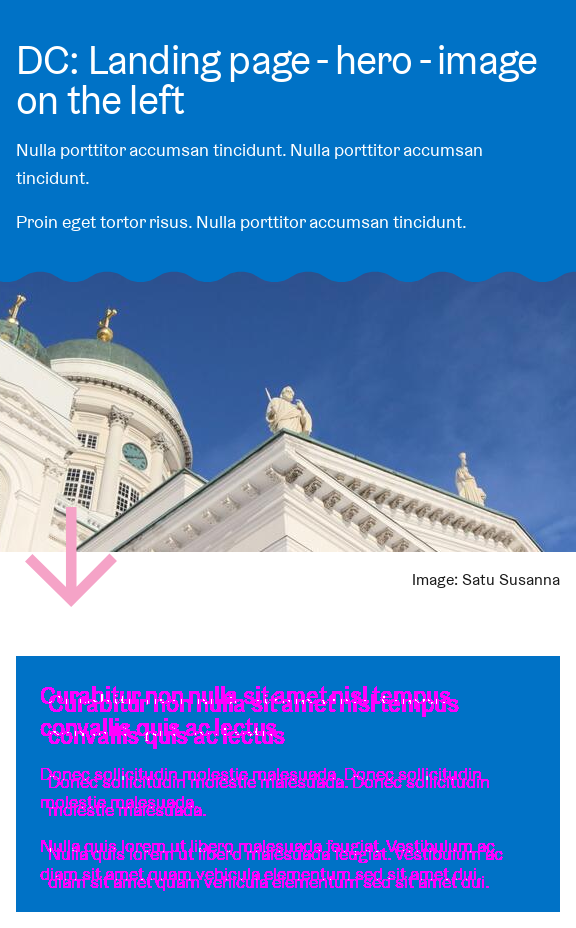 DC: Landing page - hero - image
on the left
Nulla porttitor accumsan tincidunt. Nulla porttitor accumsan
tincidunt.
Proin eget tortor risus. Nulla porttitor accumsan tincidunt.
Image: Satu Susanna
Curabitur non nulla sit amet nisl tempus
convallis quis ac lectus
Donec sollicitudin molestie malesuada. Donec sollicitudin
molestie malesuada.
Nulla quis lorem ut libero malesuada feugiat. Vestibulum ac
diam sit amet quam vehicula elementum sed sit amet dui.